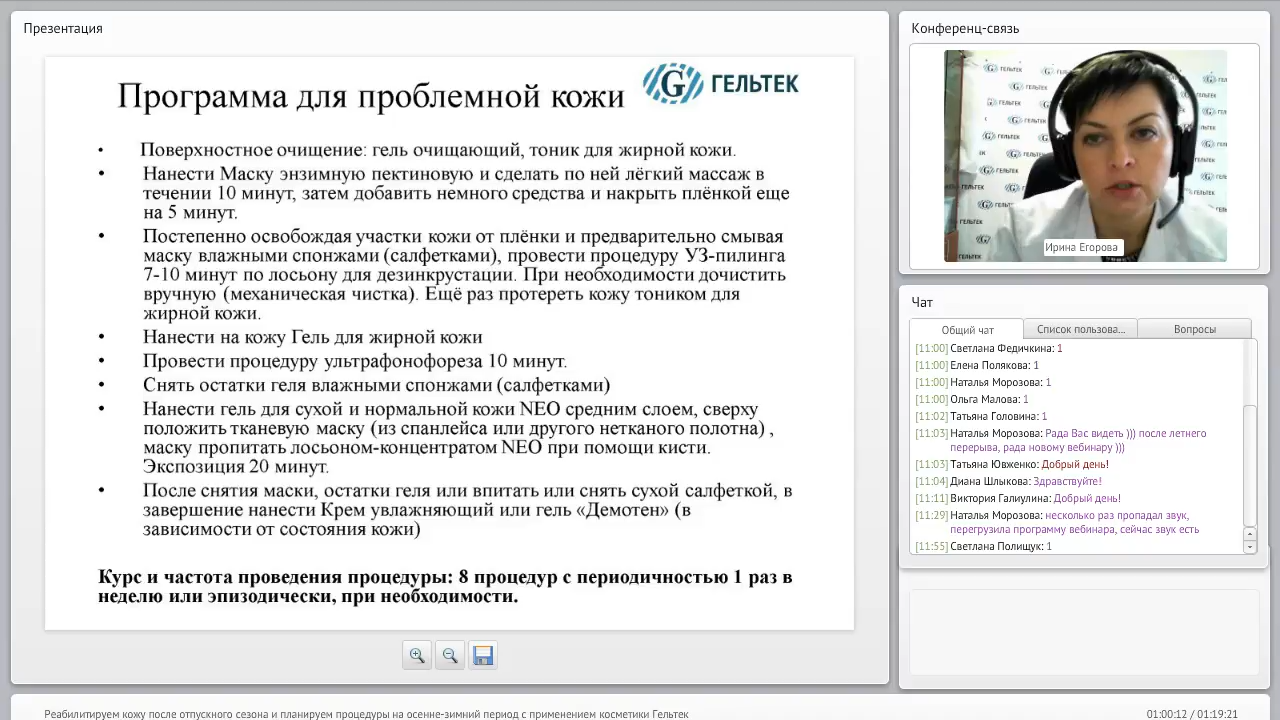 Презентация
Программа для проблемной кожи
G ГЕЛЬТЕК
• Поверхностное очищение: гель очищающий, тоник для жирной кожи.
• Нанести Маску энзимную пектиновую и сделать по ней лёгкий массаж в
течении 10 минут, затем добавить немного средства и накрыть плёнкой еще
на 5 минут.
• Постепенно освобождая участки кожи от плёнки и предварительно смывая
маску влажными спонжами (салфетками), провести процедуру УЗ-пилинга
7-10 минут по лосьону для дезинкрустации. При необходимости дочистить
вручную (механическая чистка). Ещё раз протереть кожу тоником для
жирной кожи.
• Нанести на кожу Гель для жирной кожи
• Провести процедуру ультрафонофореза 10 минут.
• Снять остатки геля влажными спонжами (салфетками)
• Нанести гель для сухой и нормальной кожи NEO средним слоем, сверху
положить тканевую маску (из спанлейса или другого нетканого полотна) ,
маску пропитать лосьоном-концентратом NEO при помощи кисти.
Экспозиция 20 минут.
• После снятия маски, остатки геля или впитать или снять сухой салфеткой, в
завершение нанести Крем увлажняющий или гель «Демотен» (в
зависимости от состояния кожи)
Курс и частота проведения процедуры: 8 процедур с периодичностью 1 раз в
неделю или эпизодически, при необходимости.
Конференц-связь
Ирина Егорова
Чат
Общий чат
Список пользова...
Вопросы
[11:00] Светлана Федичкина: 1
[11:00] Елена Полякова: 1
[11:00] Наталья Морозова: 1
[11:00] Ольга Малова: 1
[11:02] Татьяна Головина: 1
[11:03] Наталья Морозова: Рада Вас видеть ))) после летнего
перерыва, рада новому вебинару )))
[11:03] Татьяна Ювженко: Добрый день!
[11:04] Диана Шлыкова: Здравствуйте!
[11:11] Виктория Галиулина: Добрый день!
[11:29] Наталья Морозова: несколько раз пропадал звук,
перегрузила программу вебинара, сейчас звук есть
[11:55] Светлана Полищук: 1
Реабилитируем кожу после отпускного сезона и планируем процедуры на осенне-зимний период с применением косметики Гельтек
01:00:12 / 01:19:21